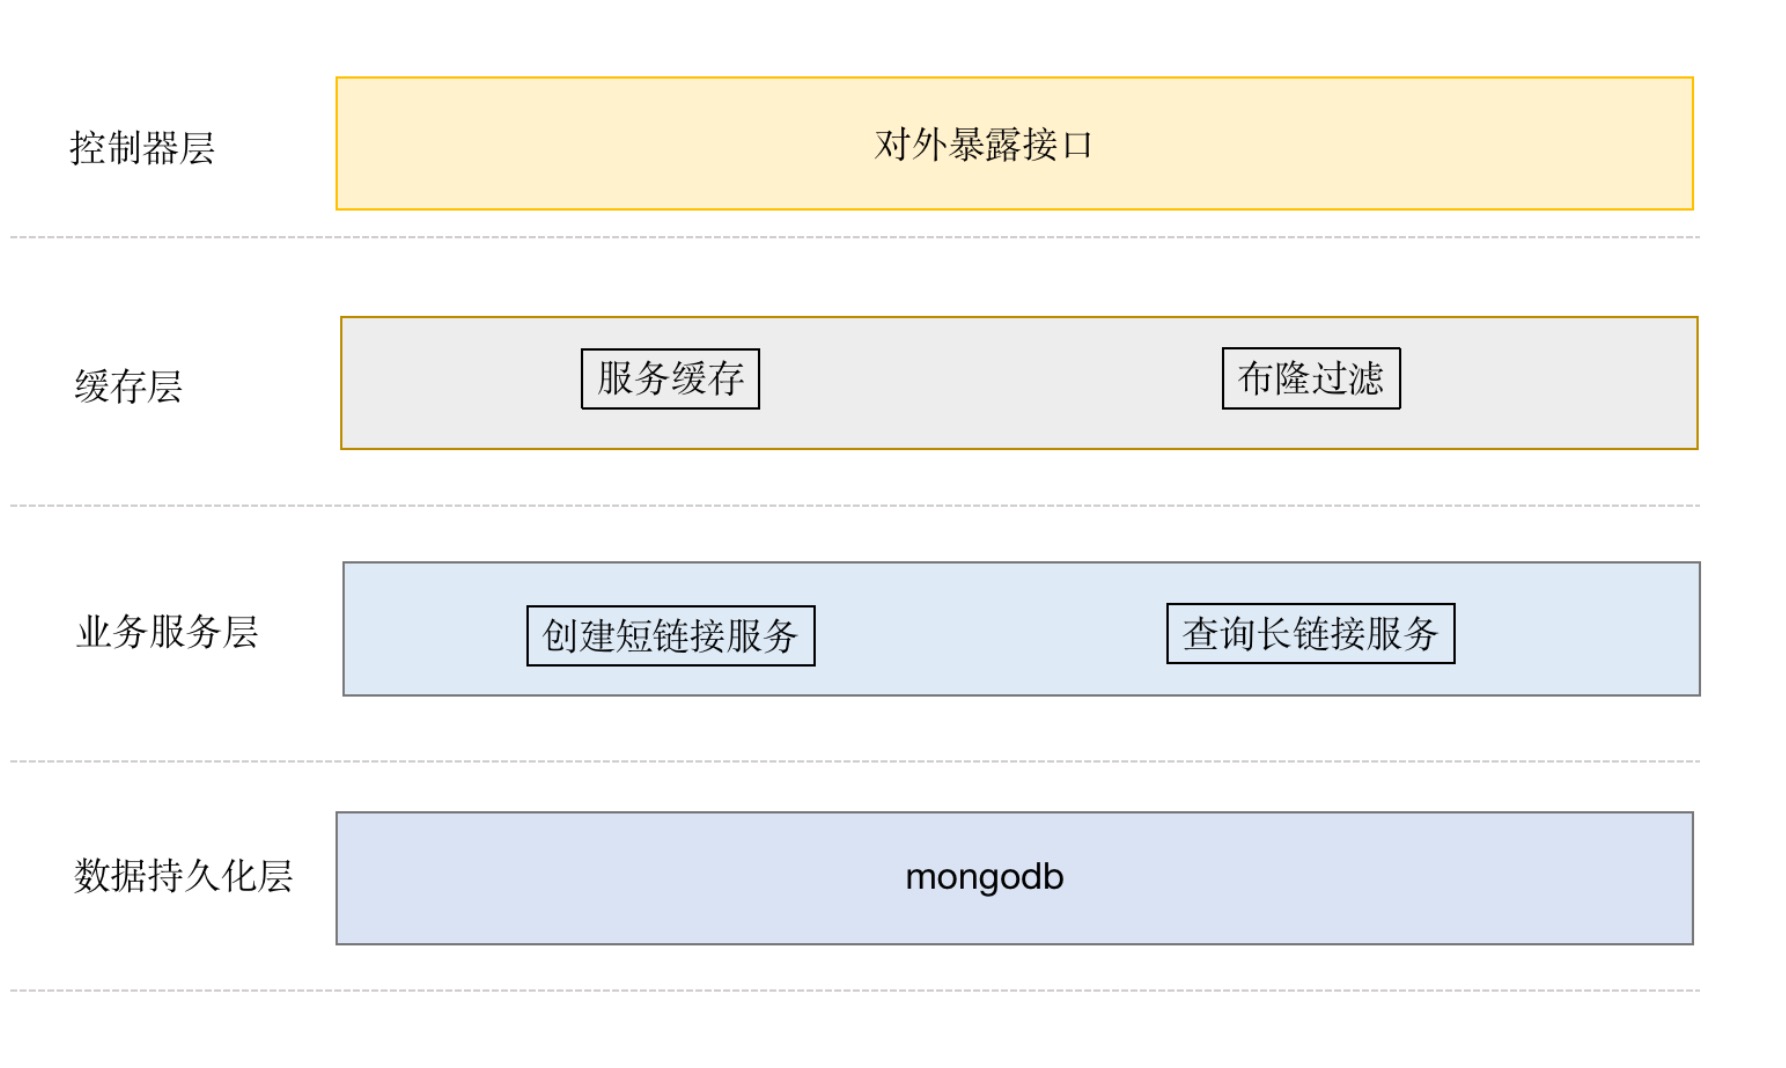 控制器层
对外暴露接口
缓存层
服务缓存
布隆过滤
业务服务层
创建短链接服务
查询长链接服务
数据持久化层
mongodb